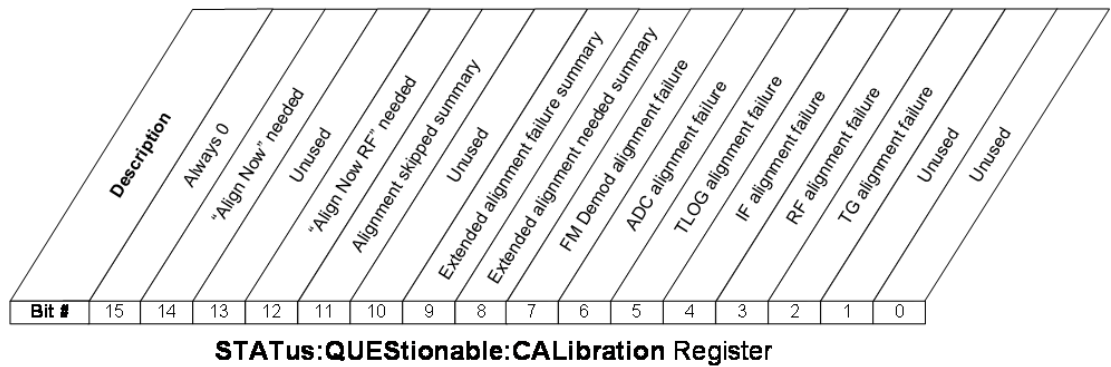 Description
Always 0
“Align Now” needed
Unused
“Align Now RF” needed
Alignment skipped summary
Unused
Extended alignment failure summary
Extended alignment needed summary
FM Demod alignment failure
ADC alignment failure
TLOG alignment failure
IF alignment failure
RF alignment failure
TG alignment failure
Unused
Unused
Bit # 15 14 13 12 11 10 9 8 7 6 5 4 3 2 1 0
STATus:QUEStionable:CALibration Register